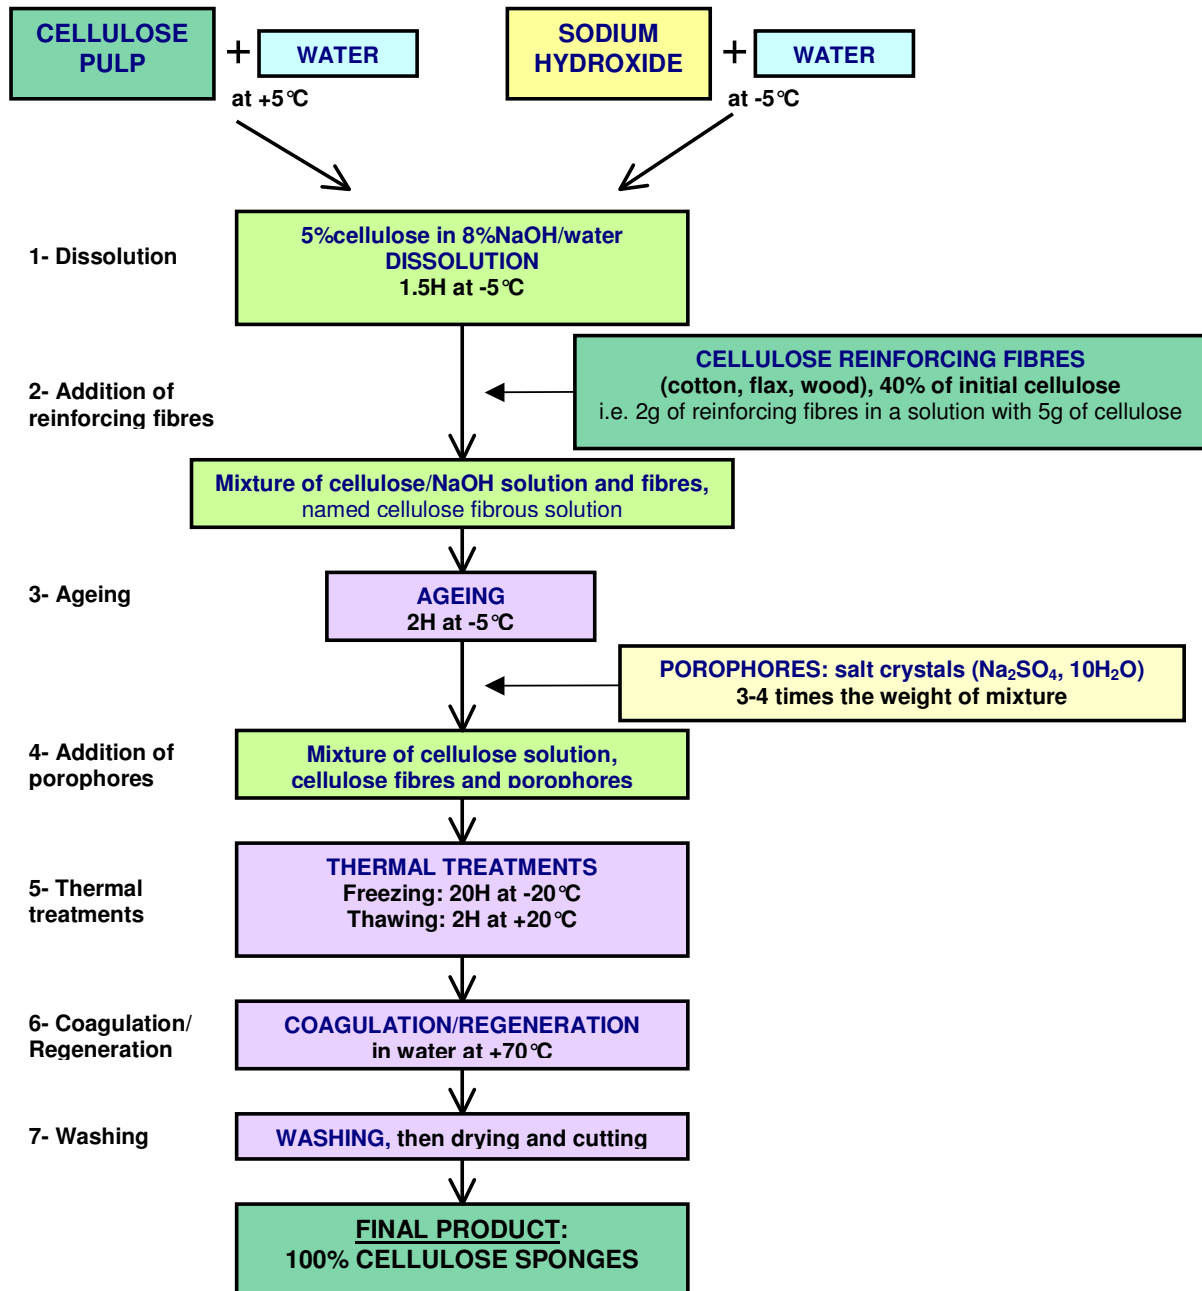 CELLULOSE
PULP
+
WATER
at +5°C
SODIUM
HYDROXIDE
+
WATER
at -5°C
1- Dissolution
5%cellulose in 8%NaOH/water
DISSOLUTION
1.5H at -5°C
2- Addition of
reinforcing fibres
CELLULOSE REINFORCING FIBRES
(cotton, flax, wood), 40% of initial cellulose
i.e. 2g of reinforcing fibres in a solution with 5g of cellulose
Mixture of cellulose/NaOH solution and fibres,
named cellulose fibrous solution
3- Ageing
AGEING
2H at -5°C
POROPHORES: salt crystals (Na₂SO₄, 10H₂O)
3-4 times the weight of mixture
4- Addition of
porophores
Mixture of cellulose solution,
cellulose fibres and porophores
5- Thermal
treatments
THERMAL TREATMENTS
Freezing: 20H at -20°C
Thawing: 2H at +20°C
6- Coagulation/
Regeneration
COAGULATION/REGENERATION
in water at +70°C
7- Washing
WASHING, then drying and cutting
FINAL PRODUCT:
100% CELLULOSE SPONGES